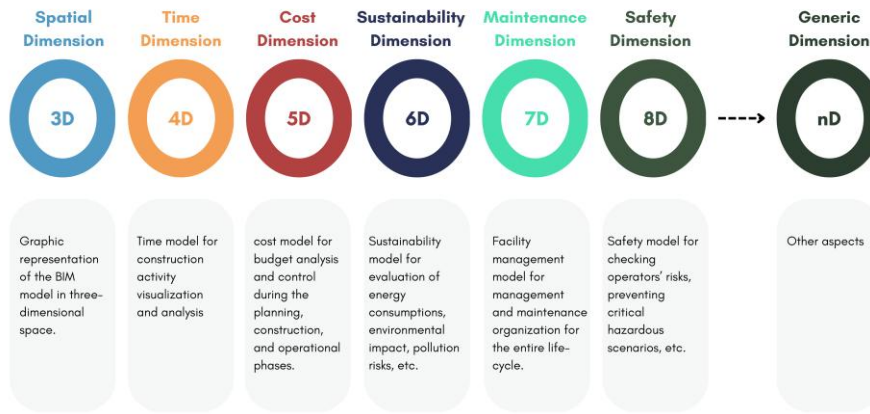 Spatial
Dimension
Time
Dimension
Cost
Dimension
Sustainability
Dimension
Maintenance
Dimension
Safety
Dimension
Generic
Dimension
3D
4D
5D
6D
7D
8D
nD
Graphic
representation
of the BIM
model in three-
dimensional
space.
Time model for
construction
activity
visualization
and analysis
cost model for
budget analysis
and control
during the
planning,
construction,
and operational
phases.
Sustainability
model for
evaluation of
energy
consumptions,
environmental
impact, pollution
risks, etc.
Facility
management
model for
management
and maintenance
organization for
the entire life-
cycle.
Safety model for
checking
operators' risks,
preventing
critical
hazardous
scenarios, etc.
Other aspects